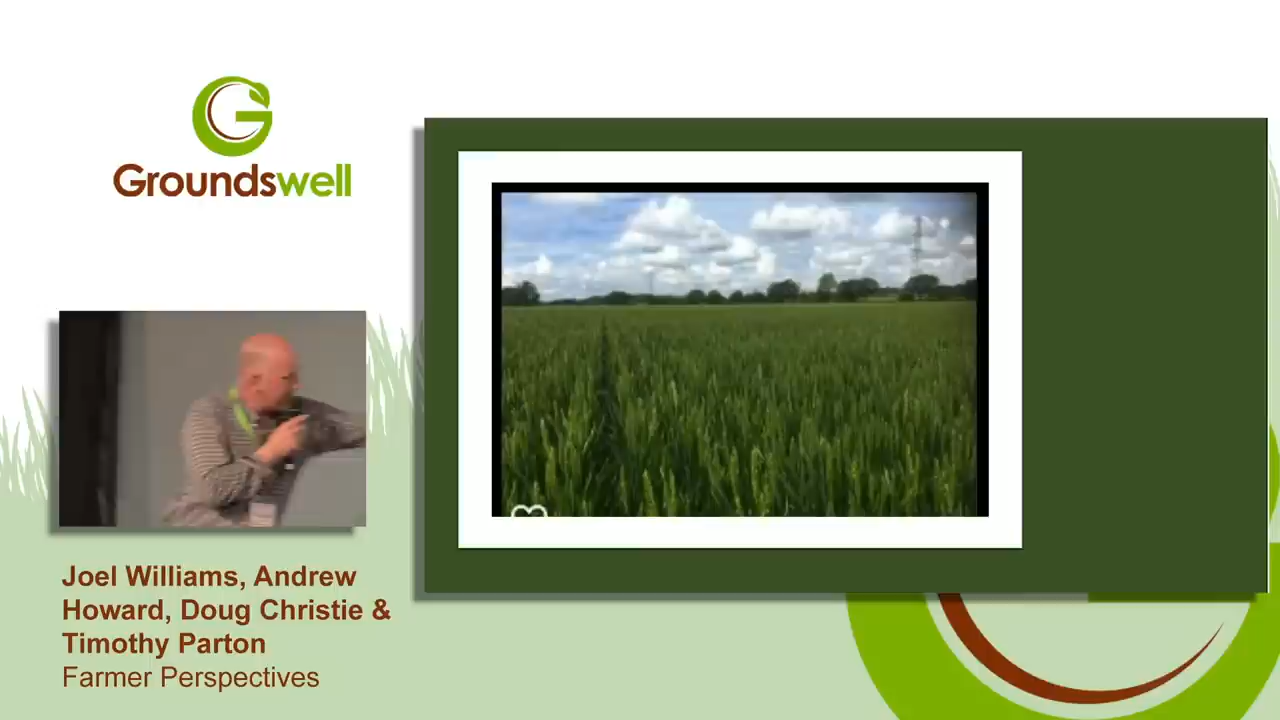 Groundswell
Joel Williams, Andrew
Howard, Doug Christie &
Timothy Parton
Farmer Perspectives